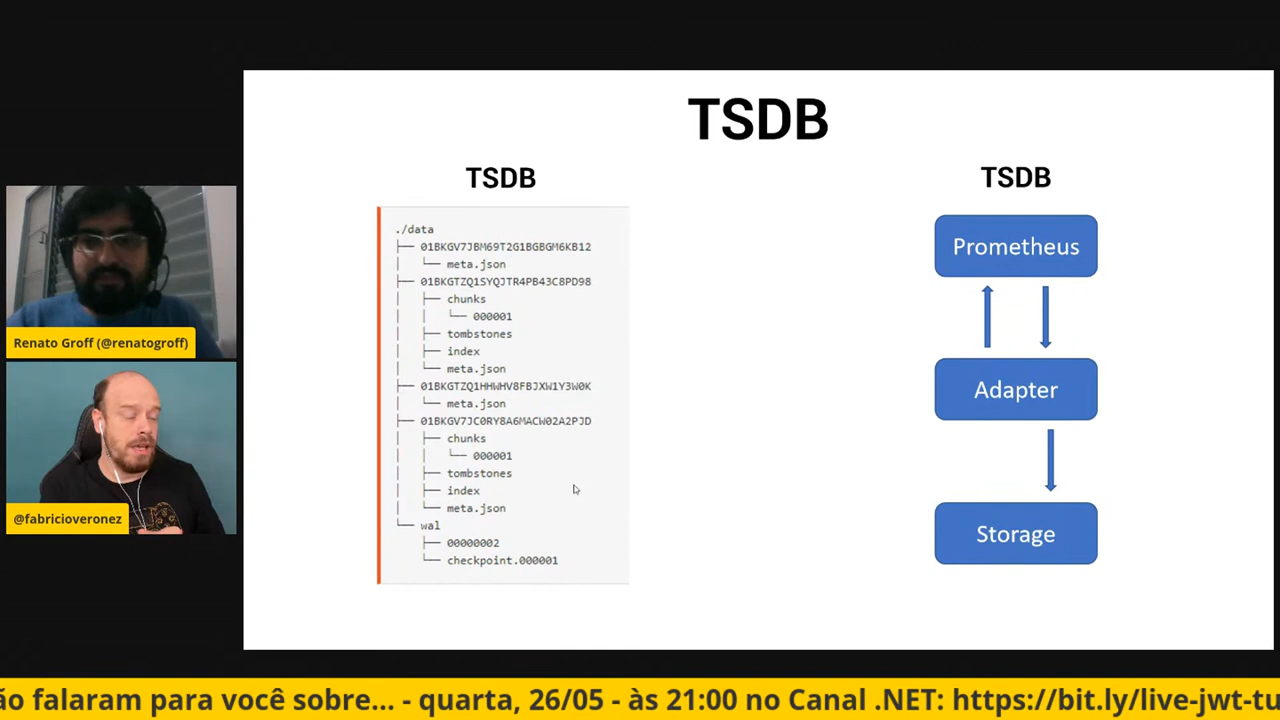 TSDB
TSDB
./data
├── 01BKGV7JBM69T2G1BGBGM6KB12
│   └── meta.json
├── 01BKGTZQ1SYQJTR4PB43C8PD98
│   ├── chunks
│   │   └── 000001
│   ├── tombstones
│   ├── index
│   └── meta.json
├── 01BKGTZQ1HHWHV8FBJXW1Y3W0K
│   └── meta.json
├── 01BKGV7JC0RY8A6MACW02A2PJD
│   ├── chunks
│   │   └── 000001
│   ├── tombstones
│   ├── index
│   └── meta.json
└── wal
    ├── 00000002
    └── checkpoint.000001
TSDB
Prometheus
Adapter
Storage
Renato Groff (@renatogroff)
@fabricioveronez
ão falaram para você sobre... - quarta, 26/05 - às 21:00 no Canal .NET: https://bit.ly/live-jwt-tu